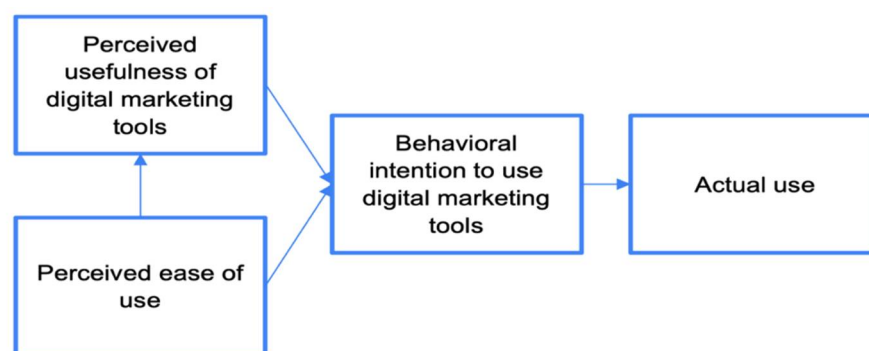 Perceived
usefulness of
digital marketing
tools
Behavioral
intention to use
digital marketing
tools
Actual use
Perceived ease of
use